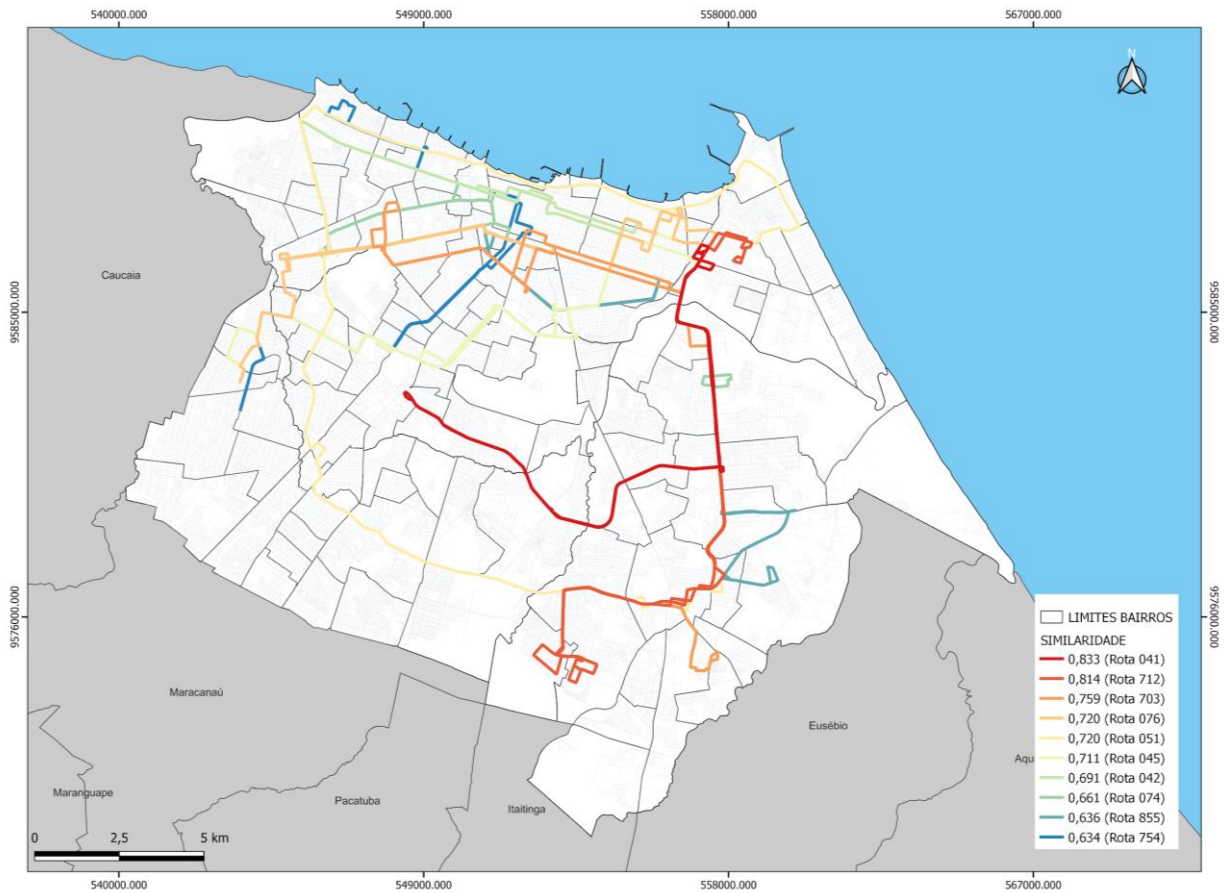 540000.000 549000.000 558000.000 567000.000
N
Caucaia
9585000.000 9585000.000
9576000.000 9576000.000
LIMITES BAIRROS
SIMILARIDADE
0,833 (Rota 041)
0,814 (Rota 712)
0,759 (Rota 703)
0,720 (Rota 076)
0,720 (Rota 051)
0,711 (Rota 045)
0,691 (Rota 042)
0,661 (Rota 074)
0,636 (Rota 855)
0,634 (Rota 754)
Maracanaú
Eusébio
Aqu
Maranguape
Pacatuba
Itaitinga
0 2,5 5 km
540000.000 549000.000 558000.000 567000.000